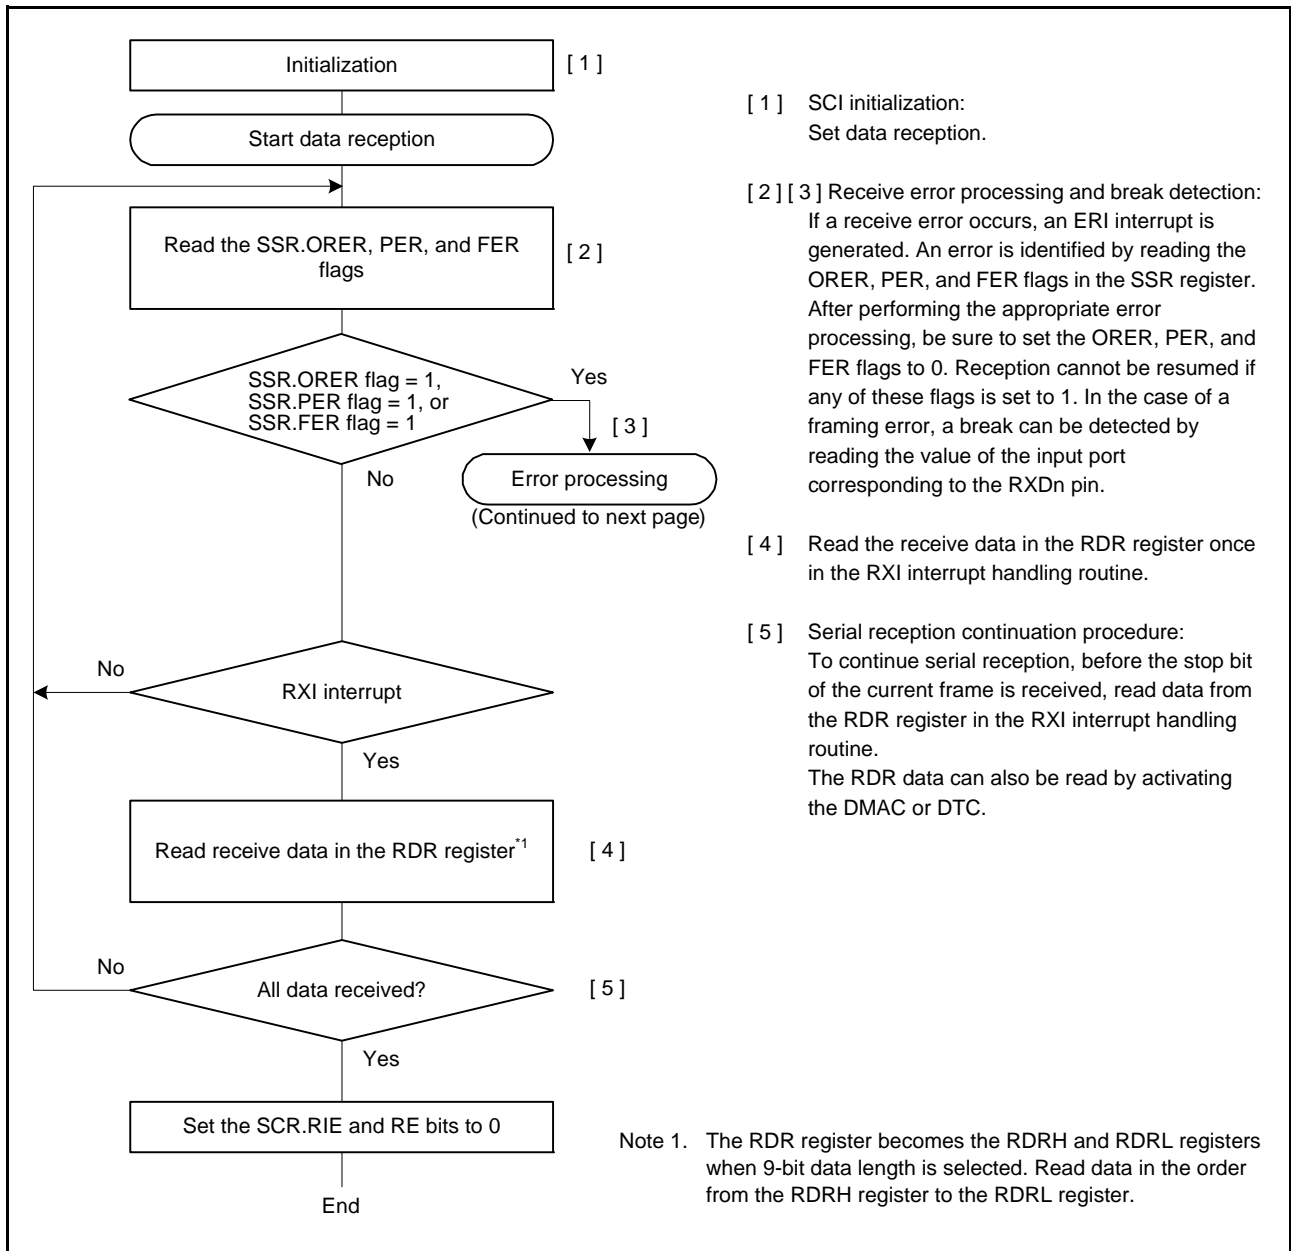 Initialization
[ 1 ]
Start data reception
Read the SSR.ORER, PER, and FER
flags
[ 2 ]
SSR.ORER flag = 1,
SSR.PER flag = 1, or
SSR.FER flag = 1
Yes
[ 3 ]
No
Error processing
(Continued to next page)
No
RXI interrupt
Yes
Read receive data in the RDR register*1
[ 4 ]
No
All data received?
[ 5 ]
Yes
Set the SCR.RIE and RE bits to 0
End
[ 1 ] SCI initialization:
Set data reception.
[ 2 ] [ 3 ] Receive error processing and break detection:
If a receive error occurs, an ERI interrupt is
generated. An error is identified by reading the
ORER, PER, and FER flags in the SSR register.
After performing the appropriate error
processing, be sure to set the ORER, PER, and
FER flags to 0. Reception cannot be resumed if
any of these flags is set to 1. In the case of a
framing error, a break can be detected by
reading the value of the input port
corresponding to the RXDn pin.
[ 4 ] Read the receive data in the RDR register once
in the RXI interrupt handling routine.
[ 5 ] Serial reception continuation procedure:
To continue serial reception, before the stop bit
of the current frame is received, read data from
the RDR register in the RXI interrupt handling
routine.
The RDR data can also be read by activating
the DMAC or DTC.
Note 1. The RDR register becomes the RDRH and RDRL registers
when 9-bit data length is selected. Read data in the order
from the RDRH register to the RDRL register.